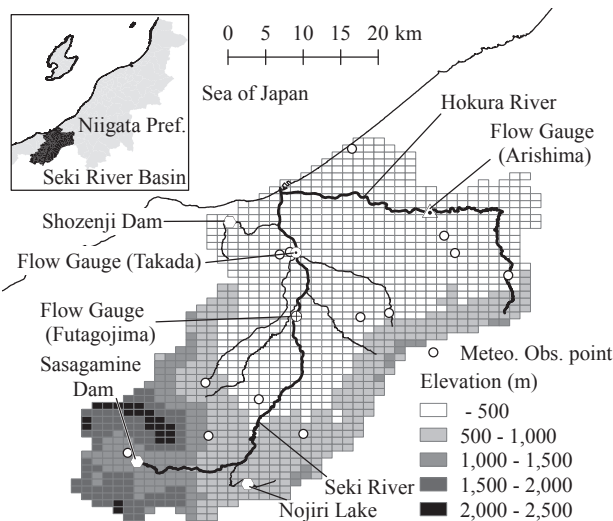 0 5 10 20 km
Sea of Japan
Niigata Pref.
Seki River Basin
Hokura River
Flow Gauge
(Arishima)
Shozenji Dam
Flow Gauge (Takada)
Flow Gauge
(Futagojima)
Sasagamine
Dam
Meteo. Obs. point
Elevation (m)
- 500
500 - 1,000
1,000 - 1,500
1,500 - 2,000
2,000 - 2,500
Seki River
Nojiri Lake